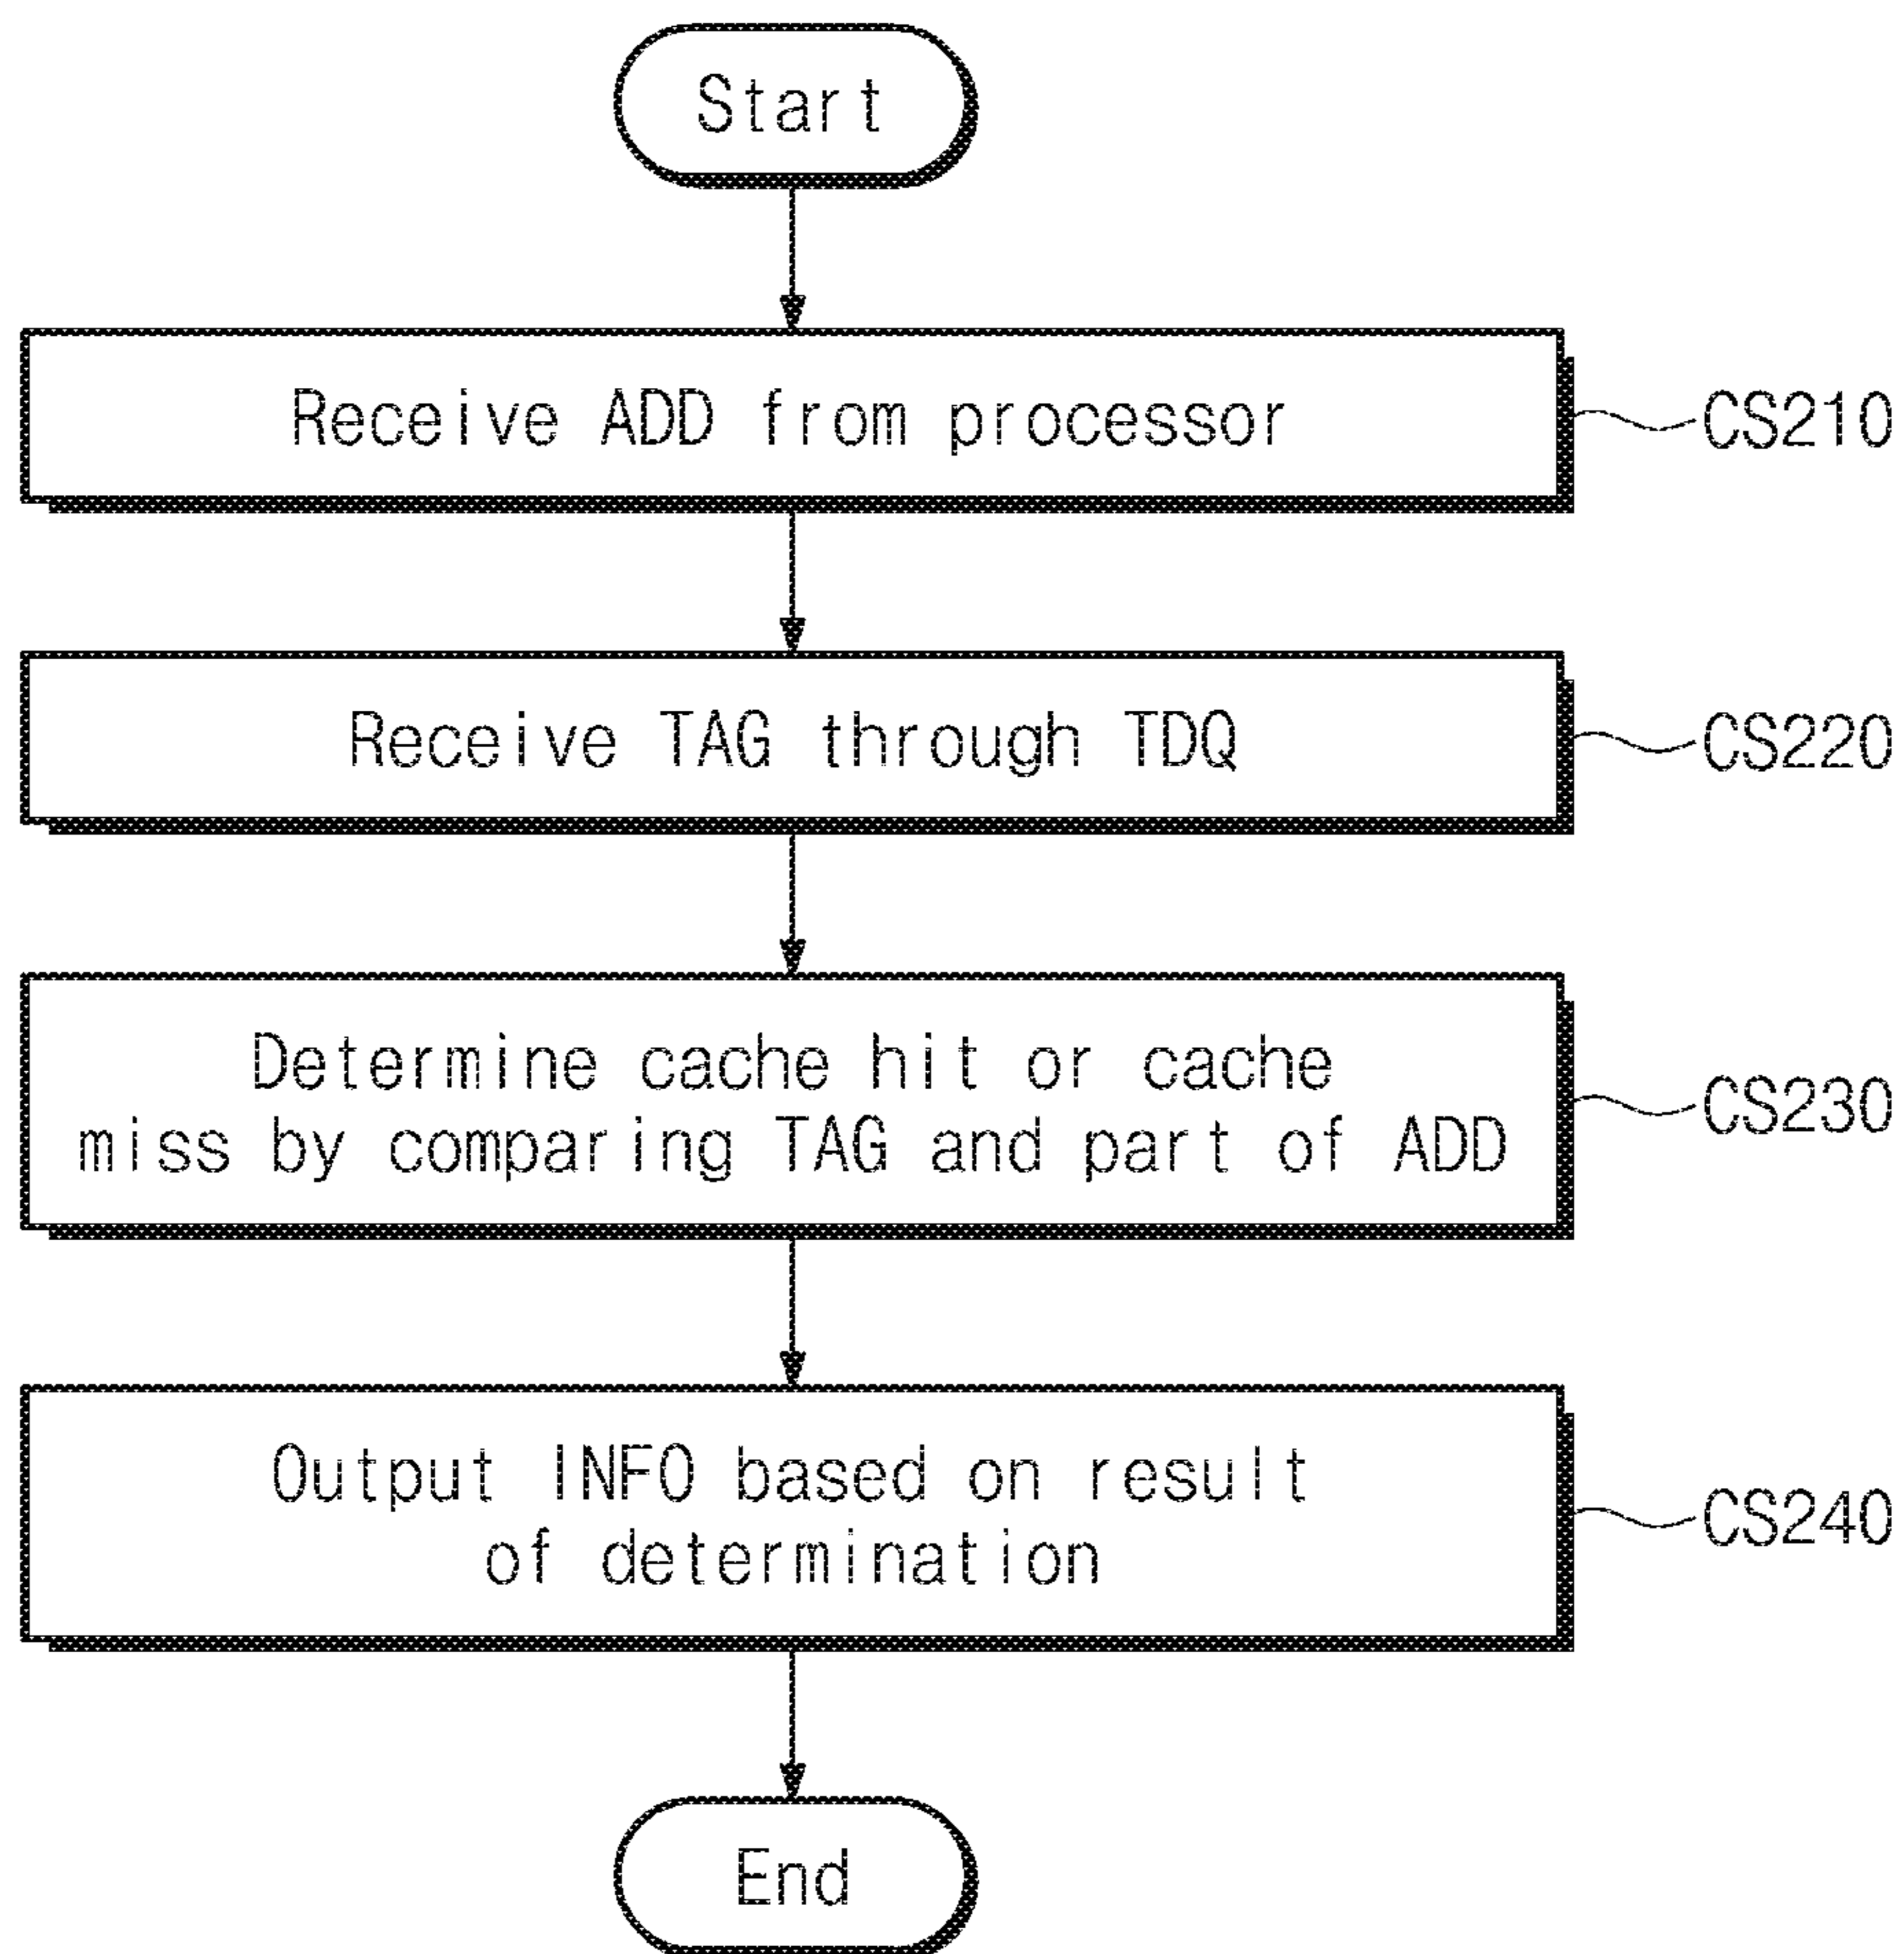 Start
Receive ADD from processor
CS210
Receive TAG through TDQ
CS220
Determine cache hit or cache
miss by comparing TAG and part of ADD
CS230
Output INFO based on result
of determination
CS240
End